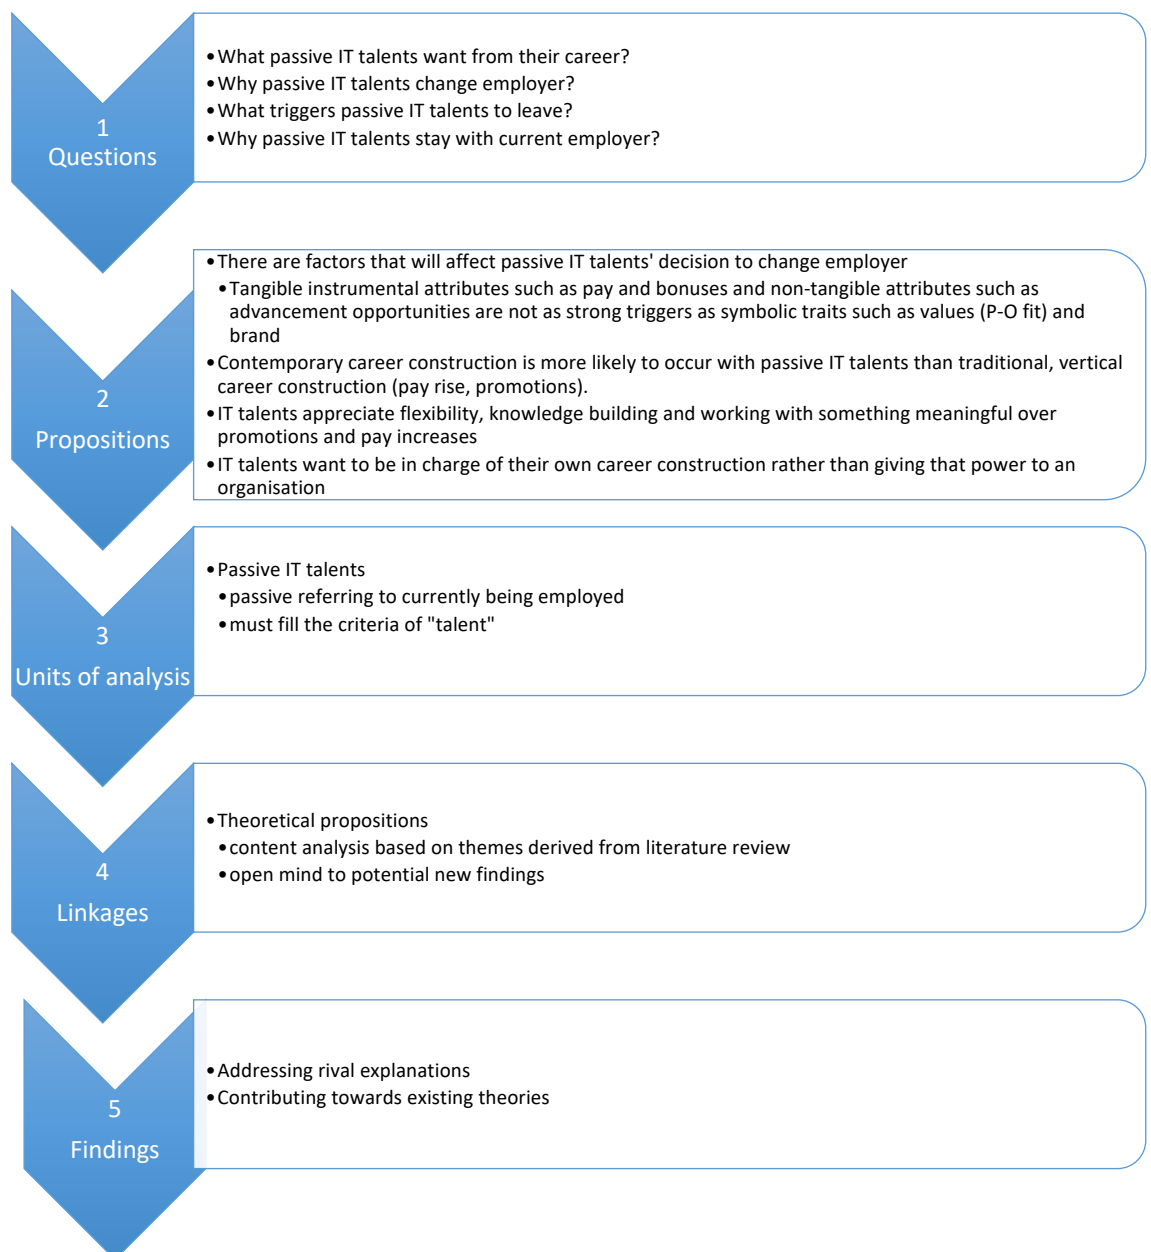 1
Questions
•What passive IT talents want from their career?
•Why passive IT talents change employer?
•What triggers passive IT talents to leave?
•Why passive IT talents stay with current employer?
2
Propositions
•There are factors that will affect passive IT talents' decision to change employer
•Tangible instrumental attributes such as pay and bonuses and non-tangible attributes such as
advancement opportunities are not as strong triggers as symbolic traits such as values (P-O fit) and
brand
•Contemporary career construction is more likely to occur with passive IT talents than traditional, vertical
career construction (pay rise, promotions).
•IT talents appreciate flexibility, knowledge building and working with something meaningful over
promotions and pay increases
•IT talents want to be in charge of their own career construction rather than giving that power to an
organisation
3
Units of analysis
•Passive IT talents
•passive referring to currently being employed
•must fill the criteria of "talent"
4
Linkages
•Theoretical propositions
•content analysis based on themes derived from literature review
•open mind to potential new findings
5
Findings
•Addressing rival explanations
•Contributing towards existing theories